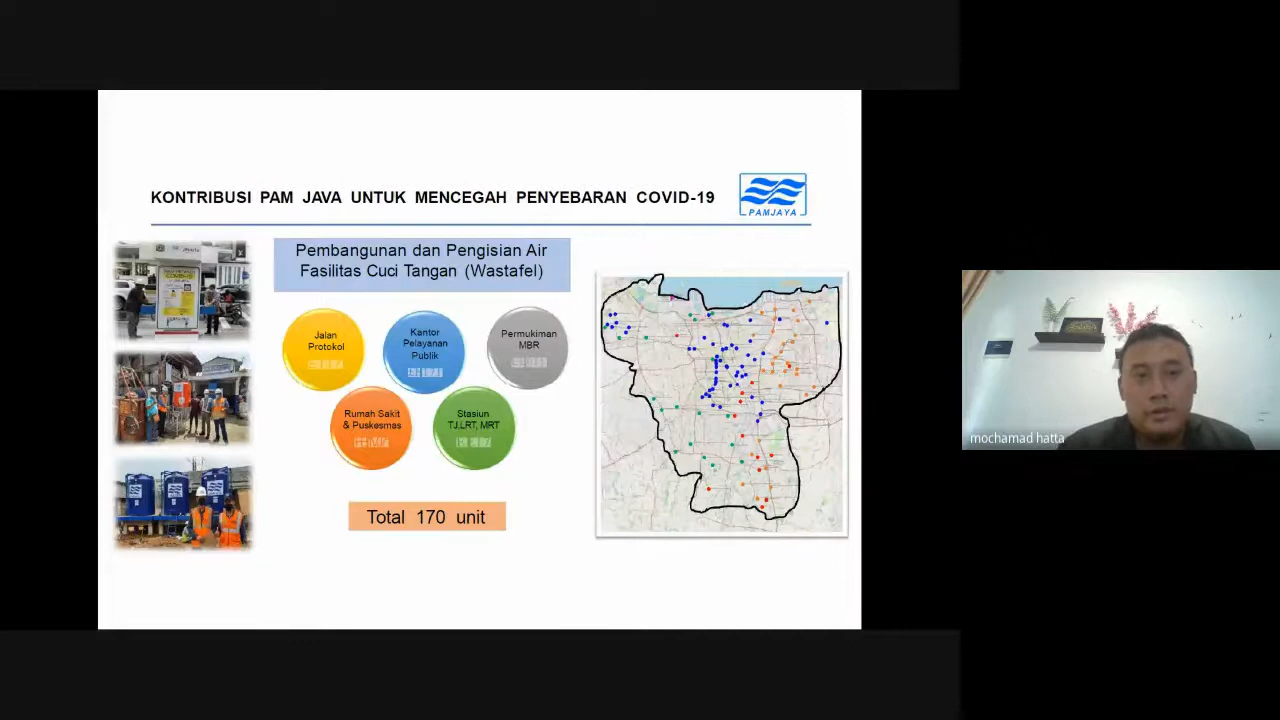 KONTRIBUSI PAM JAVA UNTUK MENCEGAH PENYEBARAN COVID-19
PAMJAYA
Pembangunan dan Pengisian Air
Fasilitas Cuci Tangan (Wastafel)
Jalan
Protokol
Kantor
Pelayanan
Publik
Permukiman
MBR
Rumah Sakit
& Puskesmas
Stasiun
TJ,LRT, MRT
Total 170 unit
mochamad hatta